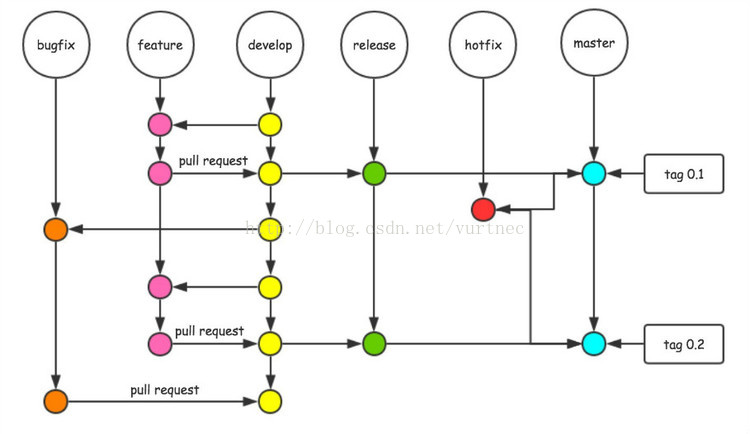 bugfix
feature
develop
release
hotfix
master
pull request
tag 0.1
http://blog.csdn.net/vurtnec
pull request
tag 0.2
pull request